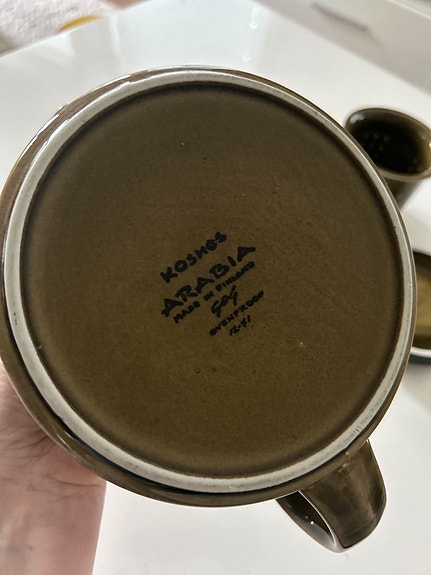 KOSMOS
ARABIA
MADE IN FINLAND
GOG
OVENPROOF
12-71